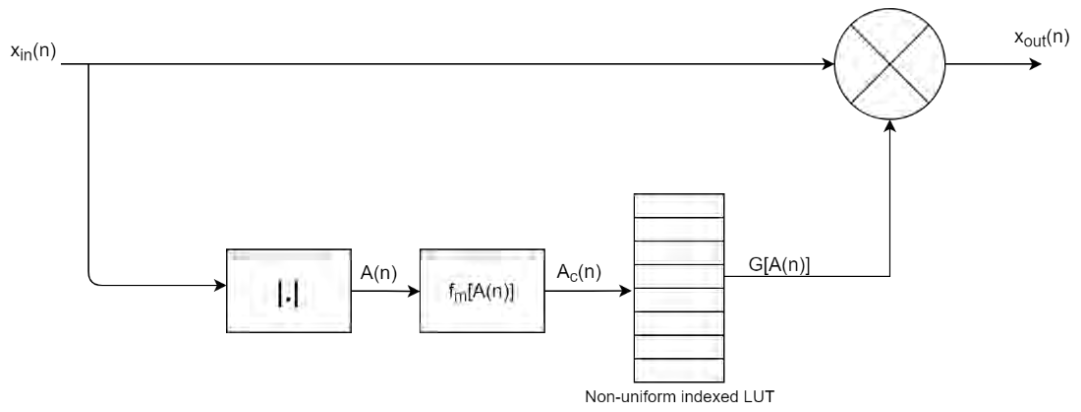 x_in(n)
x_out(n)
|.|
A(n)
f_m[A(n)]
A_c(n)
G[A(n)]
Non-uniform indexed LUT